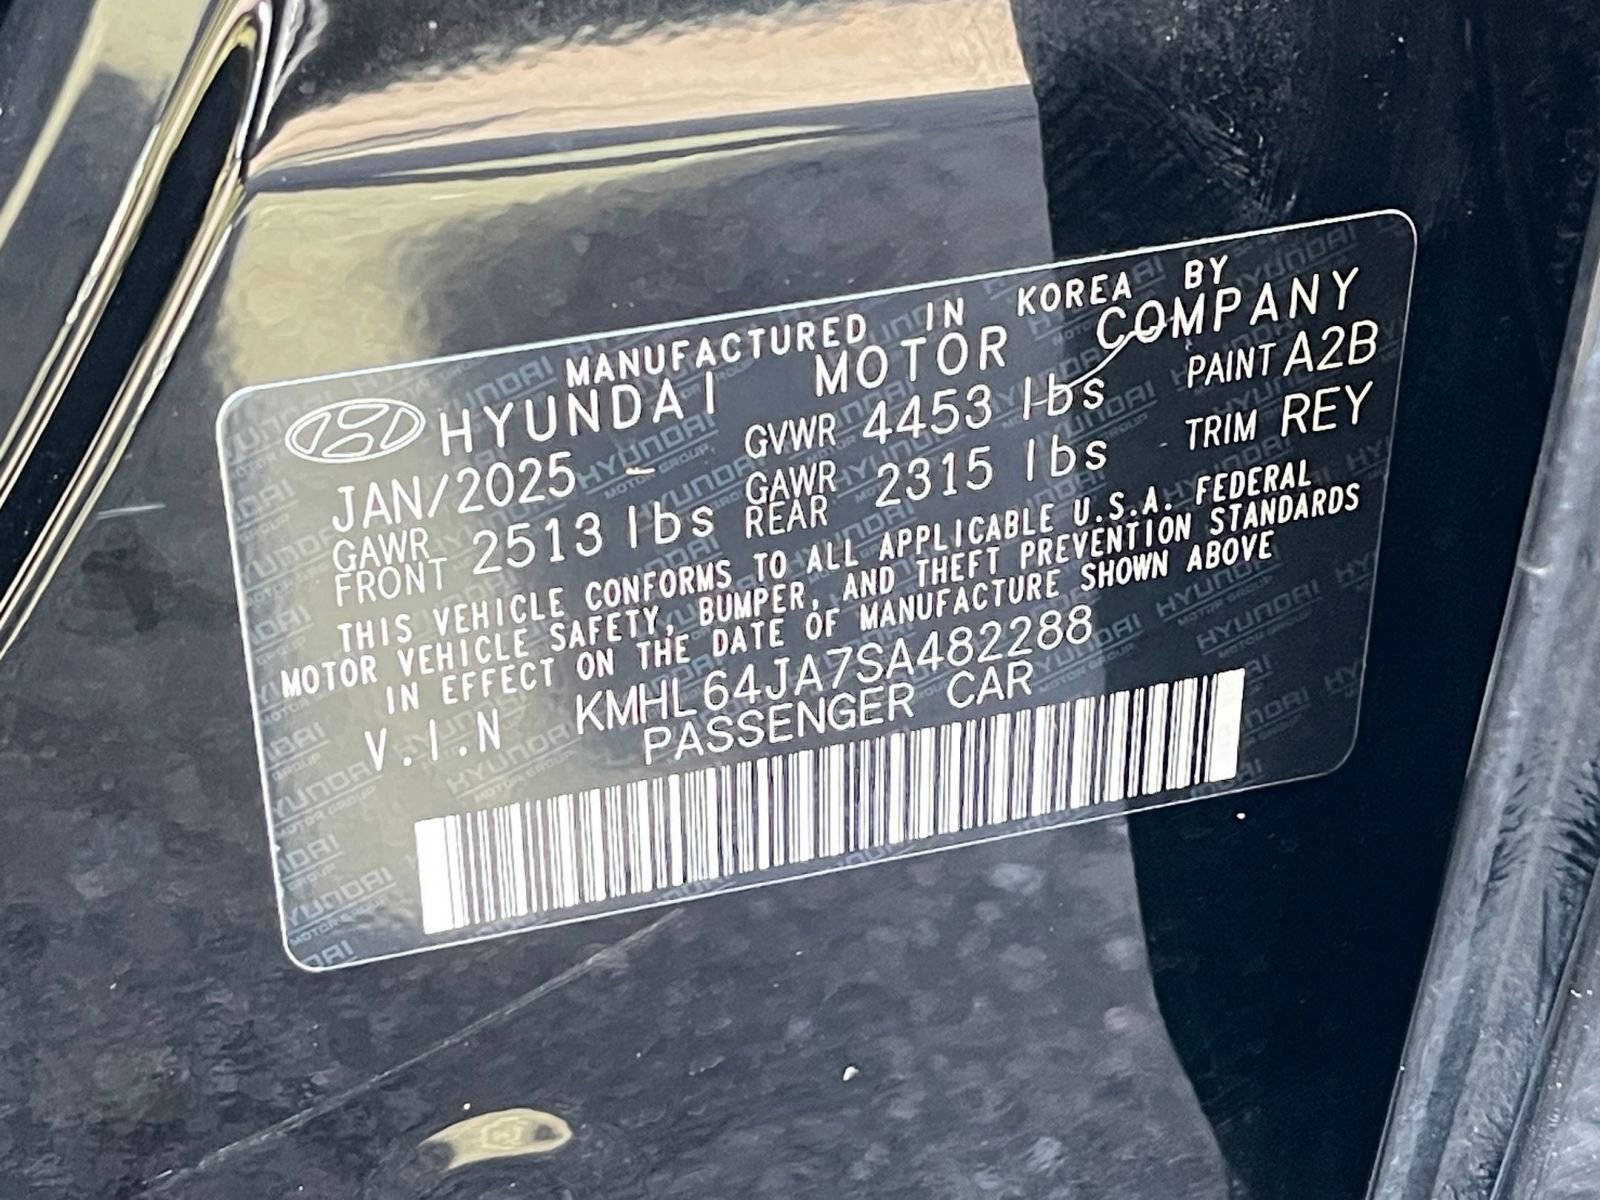 MANUFACTURED IN KOREA BY
HYUNDAI MOTOR COMPANY
JAN/2025 GVWR 4453 lbs PAINT A2B
GAWR FRONT 2513 lbs GAWR REAR 2315 lbs TRIM REY
THIS VEHICLE CONFORMS TO ALL APPLICABLE U.S.A. FEDERAL
MOTOR VEHICLE SAFETY, BUMPER, AND THEFT PREVENTION STANDARDS
IN EFFECT ON THE DATE OF MANUFACTURE SHOWN ABOVE
V.I.N KMHL64JA7SA482288
PASSENGER CAR